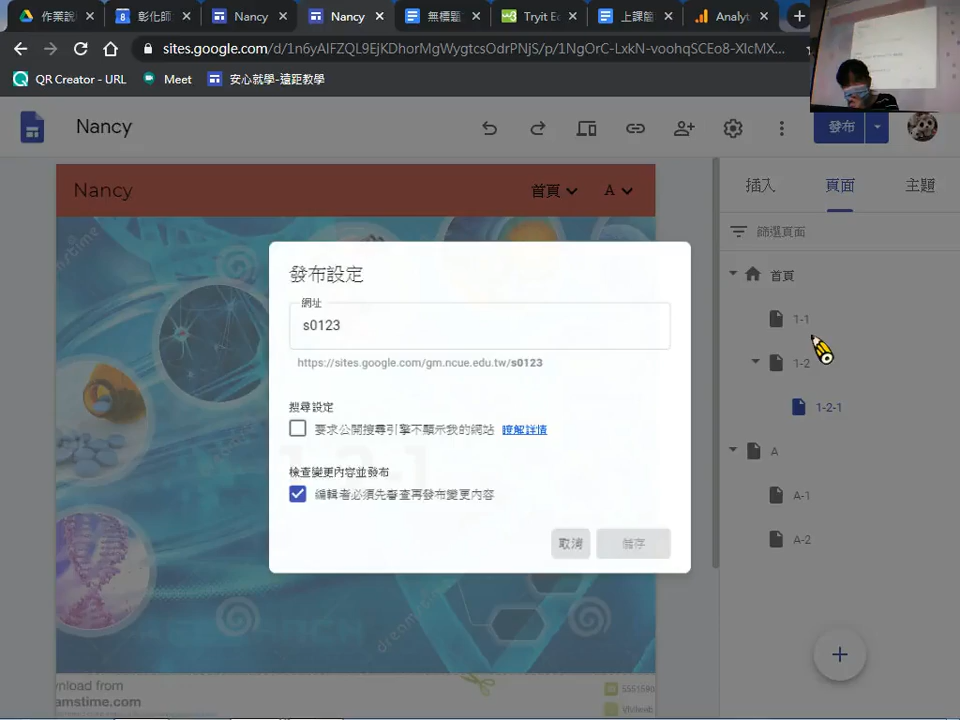 作業說
彰化師
Nancy
Nancy
無標題
Tryit Ec
上課簡
Analyt
sites.google.com/d/1n6yAIFZQL9EjKDhorMgWygtcsOdrPNjS/p/1NgOrC-LxkN-voohqSCEo8-XIcMX...
QR Creator - URL
Meet
安心就學-遠距教學
Nancy
發布
Nancy
首頁
A
插入
頁面
主題
篩選頁面
首頁
1-1
1-2
1-2-1
A
A-1
A-2
發布設定
網址
s0123
https://sites.google.com/gm.ncue.edu.tw/s0123
搜尋設定
要求公開搜尋引擎不顯示我的網站 瞭解詳情
檢查變更內容並發布
編輯者必須先審查再發布變更內容
取消
儲存
nload from
amstime.com